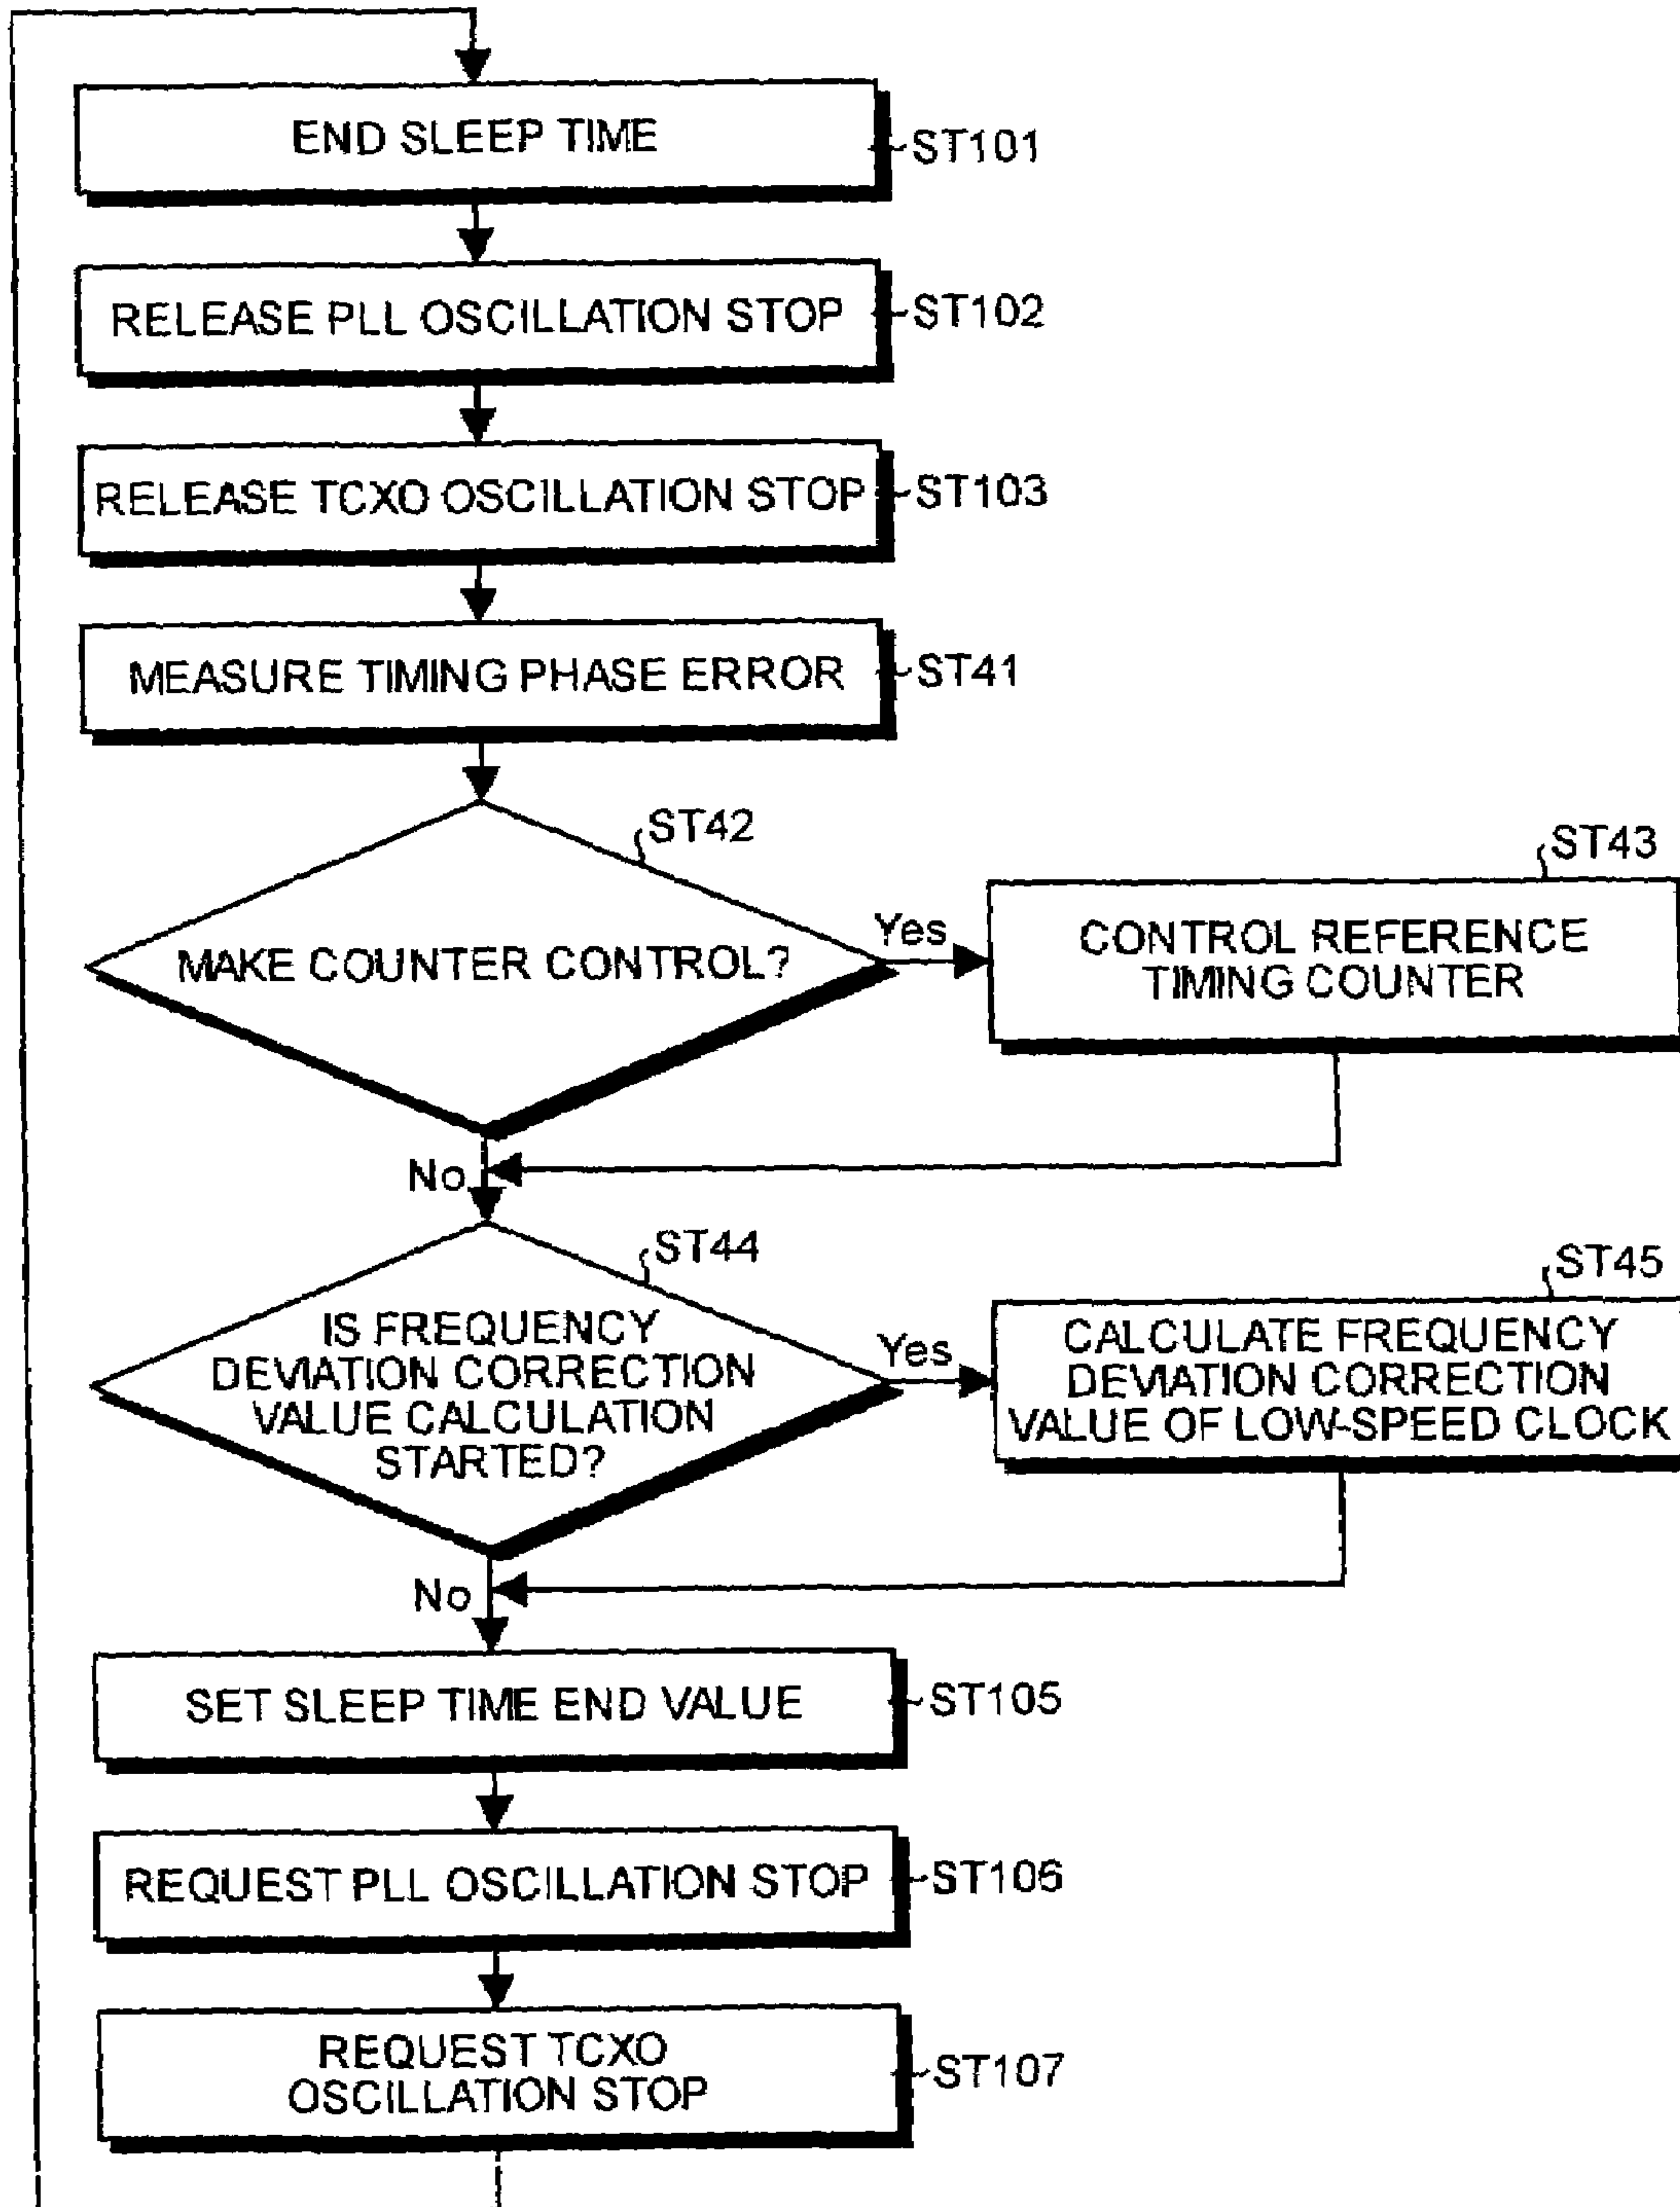 END SLEEP TIME
ST101
RELEASE PLL OSCILLATION STOP
ST102
RELEASE TCXO OSCILLATION STOP
ST103
MEASURE TIMING PHASE ERROR
ST41
ST42
MAKE COUNTER CONTROL?
Yes
ST43
CONTROL REFERENCE
TIMING COUNTER
No
ST44
IS FREQUENCY
DEVIATION CORRECTION
VALUE CALCULATION
STARTED?
Yes
ST45
CALCULATE FREQUENCY
DEVIATION CORRECTION
VALUE OF LOW-SPEED CLOCK
No
SET SLEEP TIME END VALUE
ST105
REQUEST PLL OSCILLATION STOP
ST106
REQUEST TCXO
OSCILLATION STOP
ST107